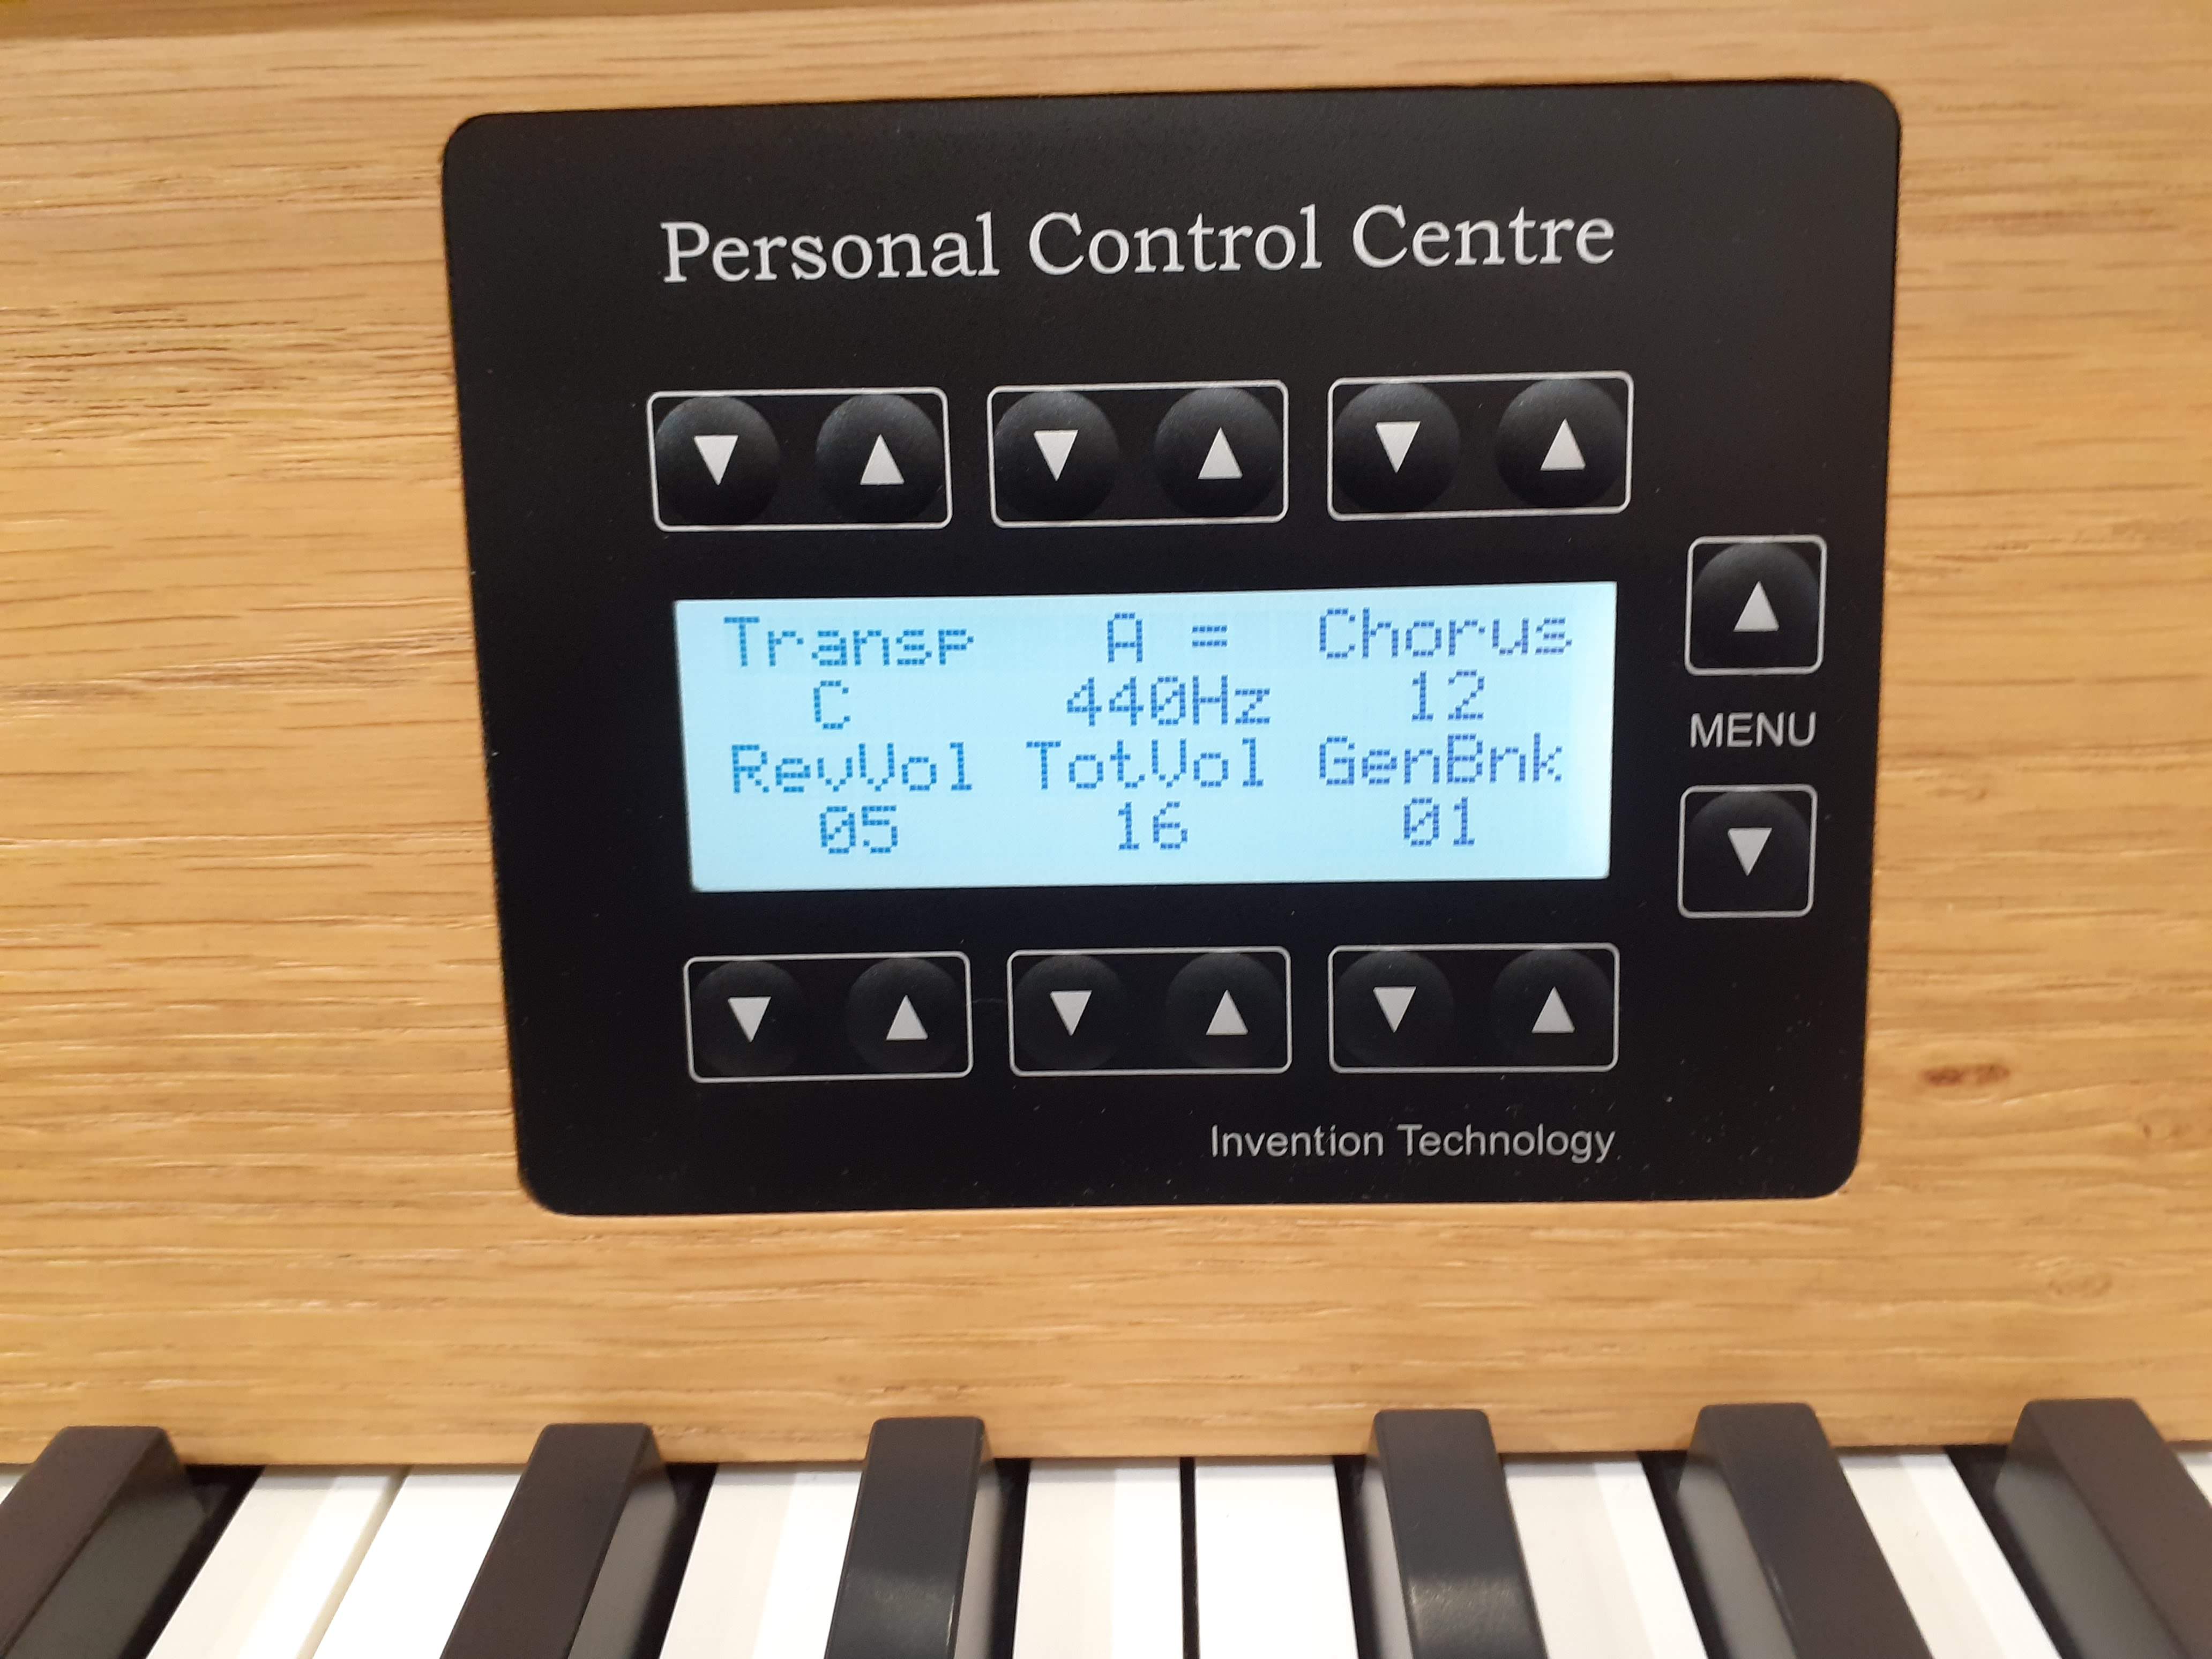 Personal Control Centre
Transp A = Chorus
C 440Hz 12
RevVol TotVol GenBnk
05 16 01
MENU
Invention Technology